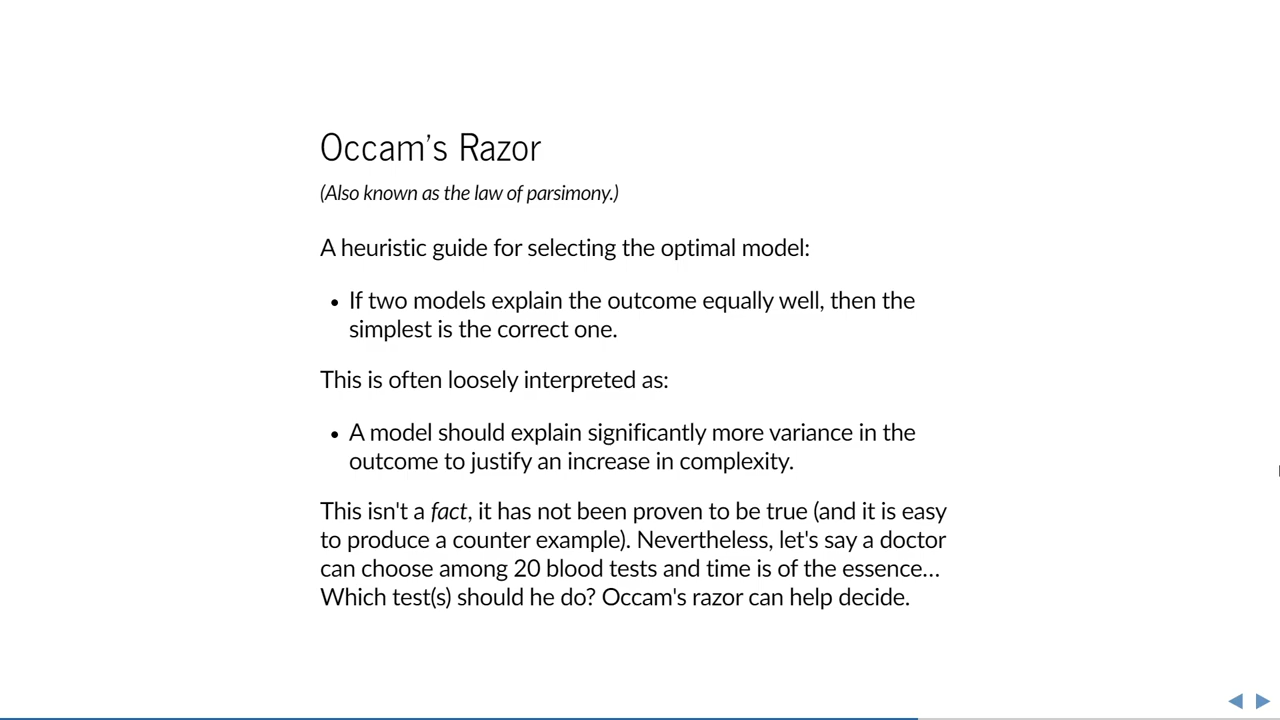 Occam's Razor
(Also known as the law of parsimony.)
A heuristic guide for selecting the optimal model:
• If two models explain the outcome equally well, then the
simplest is the correct one.
This is often loosely interpreted as:
• A model should explain significantly more variance in the
outcome to justify an increase in complexity.
This isn't a fact, it has not been proven to be true (and it is easy
to produce a counter example). Nevertheless, let's say a doctor
can choose among 20 blood tests and time is of the essence...
Which test(s) should he do? Occam's razor can help decide.